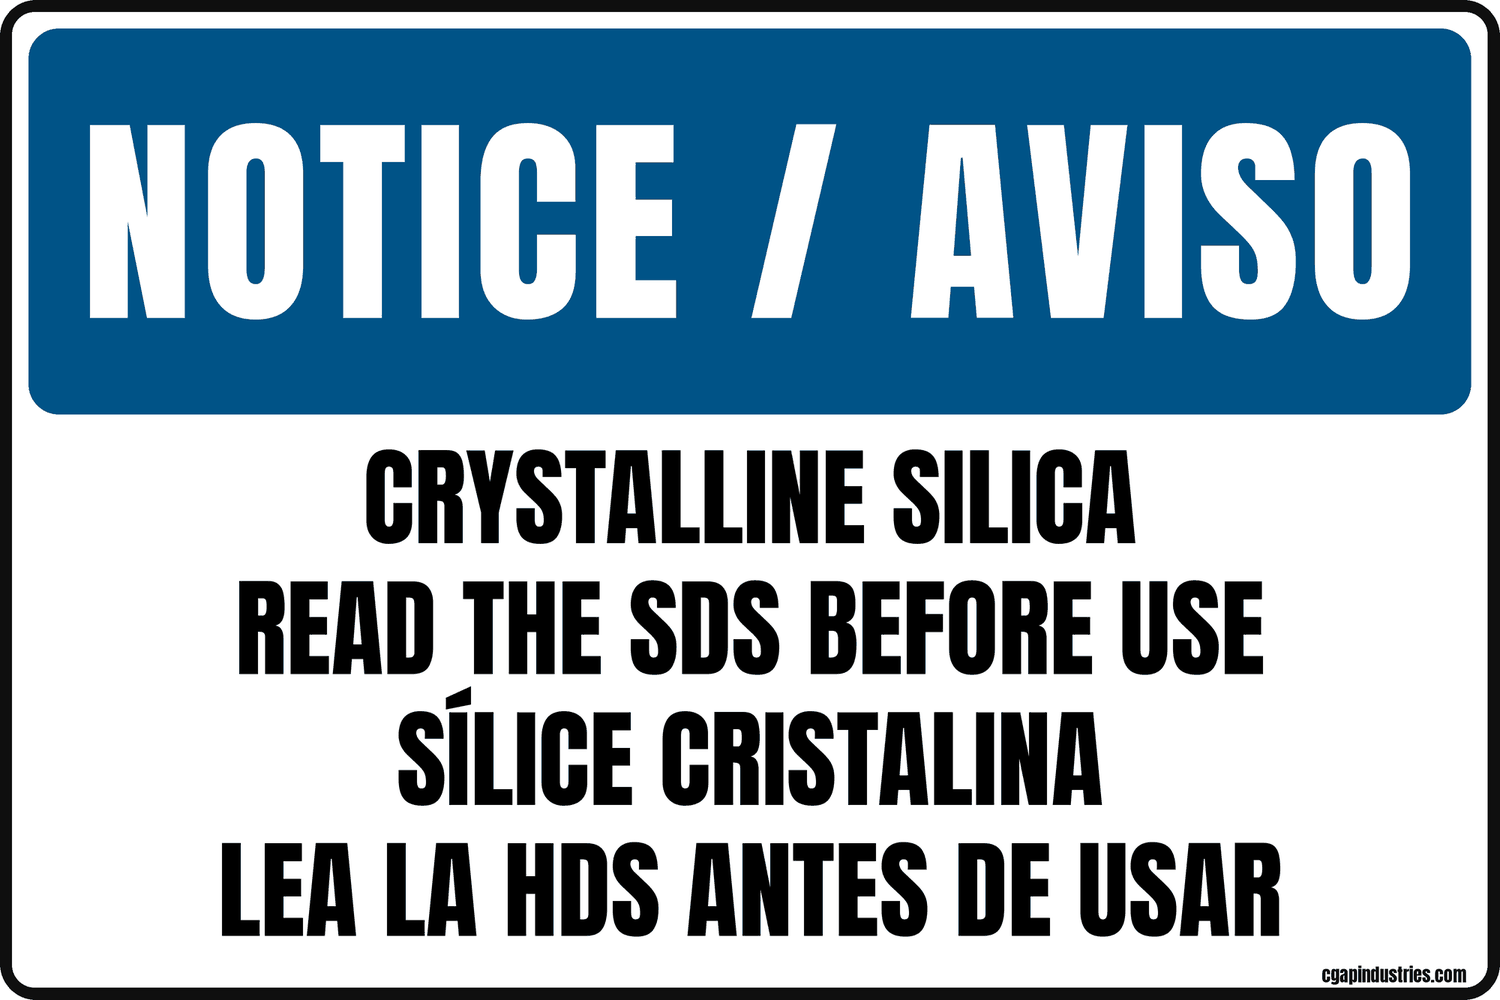 NOTICE / AVISO
CRYSTALLINE SILICA
READ THE SDS BEFORE USE
SÍLICE CRISTALINA
LEA LA HDS ANTES DE USAR
cgapindustries.com